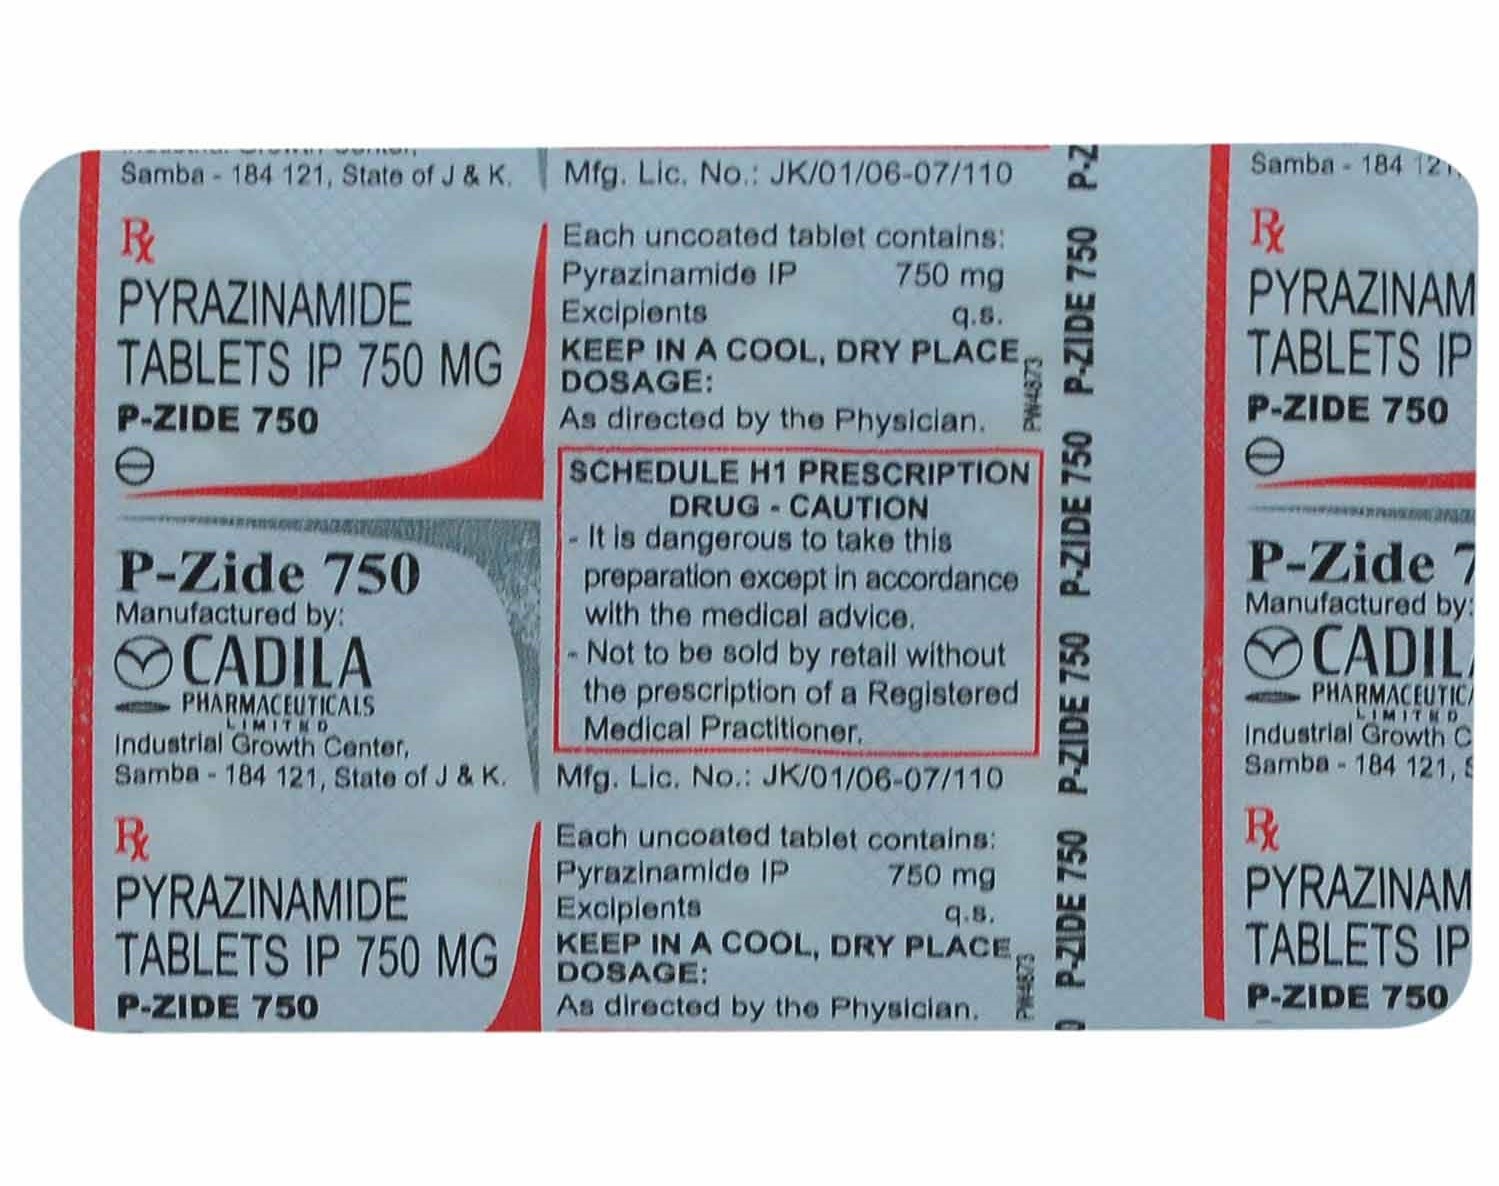 Samba - 184 121, State of J & K.
Mfg. Lic. No.: JK/01/06-07/110
Rx
PYRAZINAMIDE
TABLETS IP 750 MG
P-ZIDE 750
Each uncoated tablet contains:
Pyrazinamide IP 750 mg
Excipients q.s.
KEEP IN A COOL, DRY PLACE
DOSAGE:
As directed by the Physician.
PW4873
SCHEDULE H1 PRESCRIPTION
DRUG - CAUTION
- It is dangerous to take this
preparation except in accordance
with the medical advice.
- Not to be sold by retail without
the prescription of a Registered
Medical Practitioner.
P-Zide 750
Manufactured by:
CADILA
PHARMACEUTICALS
LIMITED
Industrial Growth Center,
Samba - 184 121, State of J & K.
Mfg. Lic. No.: JK/01/06-07/110
Rx
PYRAZINAMIDE
TABLETS IP 750 MG
P-ZIDE 750
Each uncoated tablet contains:
Pyrazinamide IP 750 mg
Excipients q.s.
KEEP IN A COOL, DRY PLACE
DOSAGE:
As directed by the Physician.
PW4873
P-Z
P-ZIDE 750
P-ZIDE 750
P-ZIDE 750
P-ZIDE 750
0
Samba - 184 121,
Rx
PYRAZINAM
TABLETS IP
P-ZIDE 750
P-Zide 7
Manufactured by:
CADILA
PHARMACEUTICA
LIMITED
Industrial Growth C
Samba - 184 121, S
Rx
PYRAZINAM
TABLETS IP
P-ZIDE 750